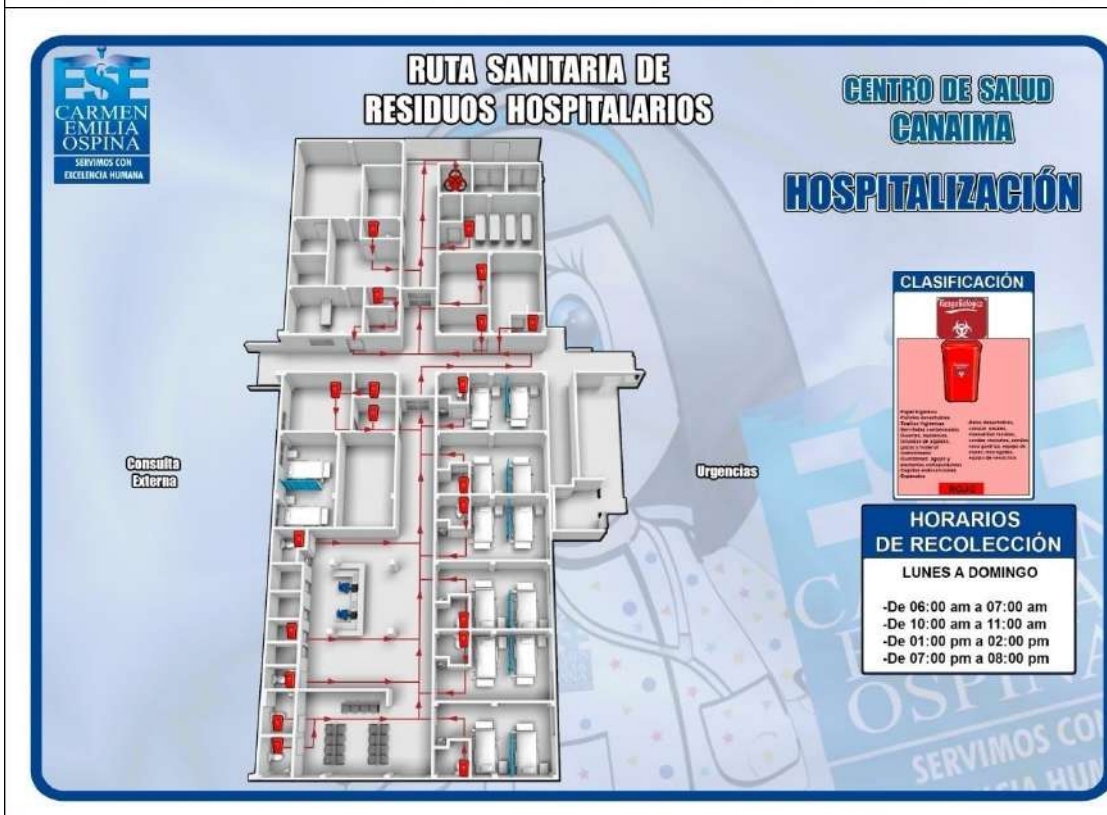 ESE
CARMEN
EMILIA
OSPINA
SERVIMOS CON
EXCELENCIA HUMANA
RUTA SANITARIA DE
RESIDUOS HOSPITALARIOS
CENTRO DE SALUD
CANAIMA
HOSPITALIZACIÓN
Consulta
Externa
Urgencias
CLASIFICACIÓN
Riesgo Biológico
ROJO
HORARIOS
DE RECOLECCIÓN
LUNES A DOMINGO
-De 06:00 am a 07:00 am
-De 10:00 am a 11:00 am
-De 01:00 pm a 02:00 pm
-De 07:00 pm a 08:00 pm